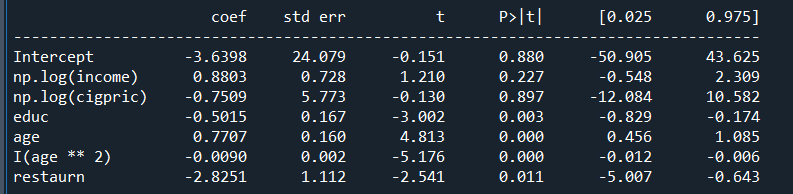 coef std err t P>|t| [0.025 0.975]
------------------------------------------------------------------------------
Intercept -3.6398 24.079 -0.151 0.880 -50.905 43.625
np.log(income) 0.8803 0.728 1.210 0.227 -0.548 2.309
np.log(cigpric) -0.7509 5.773 -0.130 0.897 -12.084 10.582
educ -0.5015 0.167 -3.002 0.003 -0.829 -0.174
age 0.7707 0.160 4.813 0.000 0.456 1.085
I(age ** 2) -0.0090 0.002 -5.176 0.000 -0.012 -0.006
restaurn -2.8251 1.112 -2.541 0.011 -5.007 -0.643